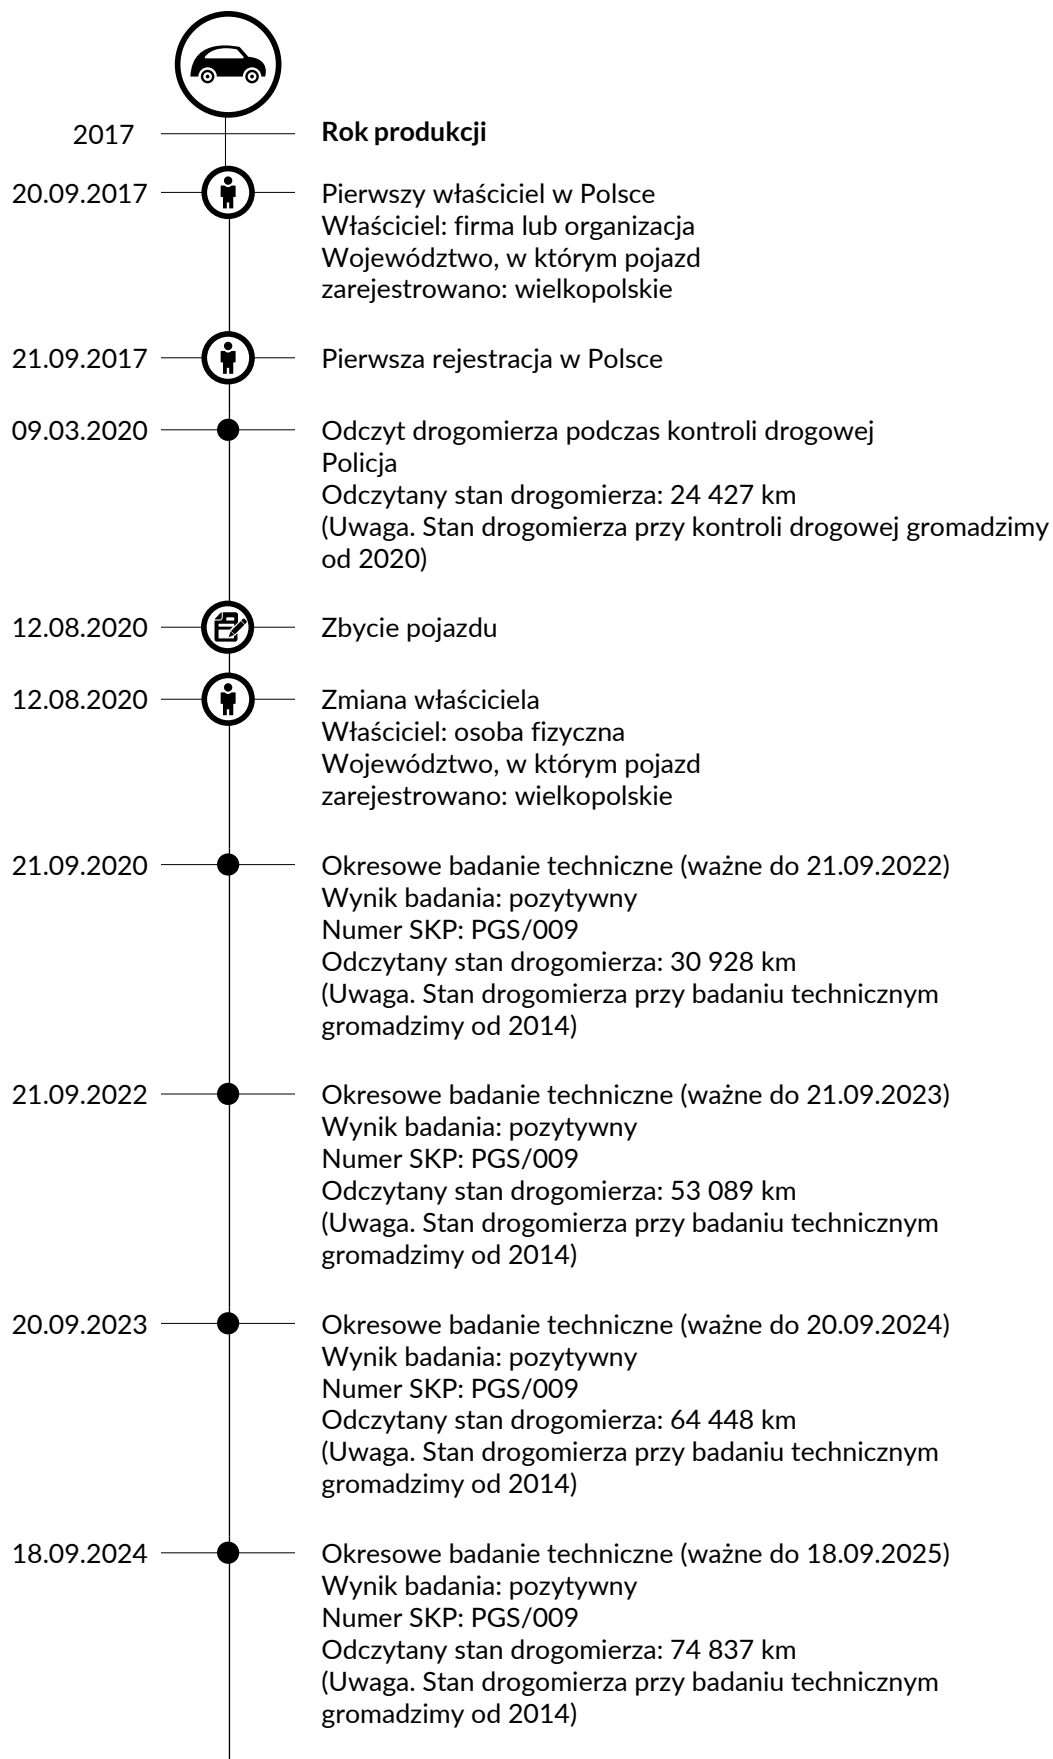 2017
Rok produkcji
20.09.2017
Pierwszy właściciel w Polsce
Właściciel: firma lub organizacja
Województwo, w którym pojazd
zarejestrowano: wielkopolskie
21.09.2017
Pierwsza rejestracja w Polsce
09.03.2020
Odczyt drogomierza podczas kontroli drogowej
Policja
Odczytany stan drogomierza: 24 427 km
(Uwaga. Stan drogomierza przy kontroli drogowej gromadzimy
od 2020)
12.08.2020
Zbycie pojazdu
12.08.2020
Zmiana właściciela
Właściciel: osoba fizyczna
Województwo, w którym pojazd
zarejestrowano: wielkopolskie
21.09.2020
Okresowe badanie techniczne (ważne do 21.09.2022)
Wynik badania: pozytywny
Numer SKP: PGS/009
Odczytany stan drogomierza: 30 928 km
(Uwaga. Stan drogomierza przy badaniu technicznym
gromadzimy od 2014)
21.09.2022
Okresowe badanie techniczne (ważne do 21.09.2023)
Wynik badania: pozytywny
Numer SKP: PGS/009
Odczytany stan drogomierza: 53 089 km
(Uwaga. Stan drogomierza przy badaniu technicznym
gromadzimy od 2014)
20.09.2023
Okresowe badanie techniczne (ważne do 20.09.2024)
Wynik badania: pozytywny
Numer SKP: PGS/009
Odczytany stan drogomierza: 64 448 km
(Uwaga. Stan drogomierza przy badaniu technicznym
gromadzimy od 2014)
18.09.2024
Okresowe badanie techniczne (ważne do 18.09.2025)
Wynik badania: pozytywny
Numer SKP: PGS/009
Odczytany stan drogomierza: 74 837 km
(Uwaga. Stan drogomierza przy badaniu technicznym
gromadzimy od 2014)